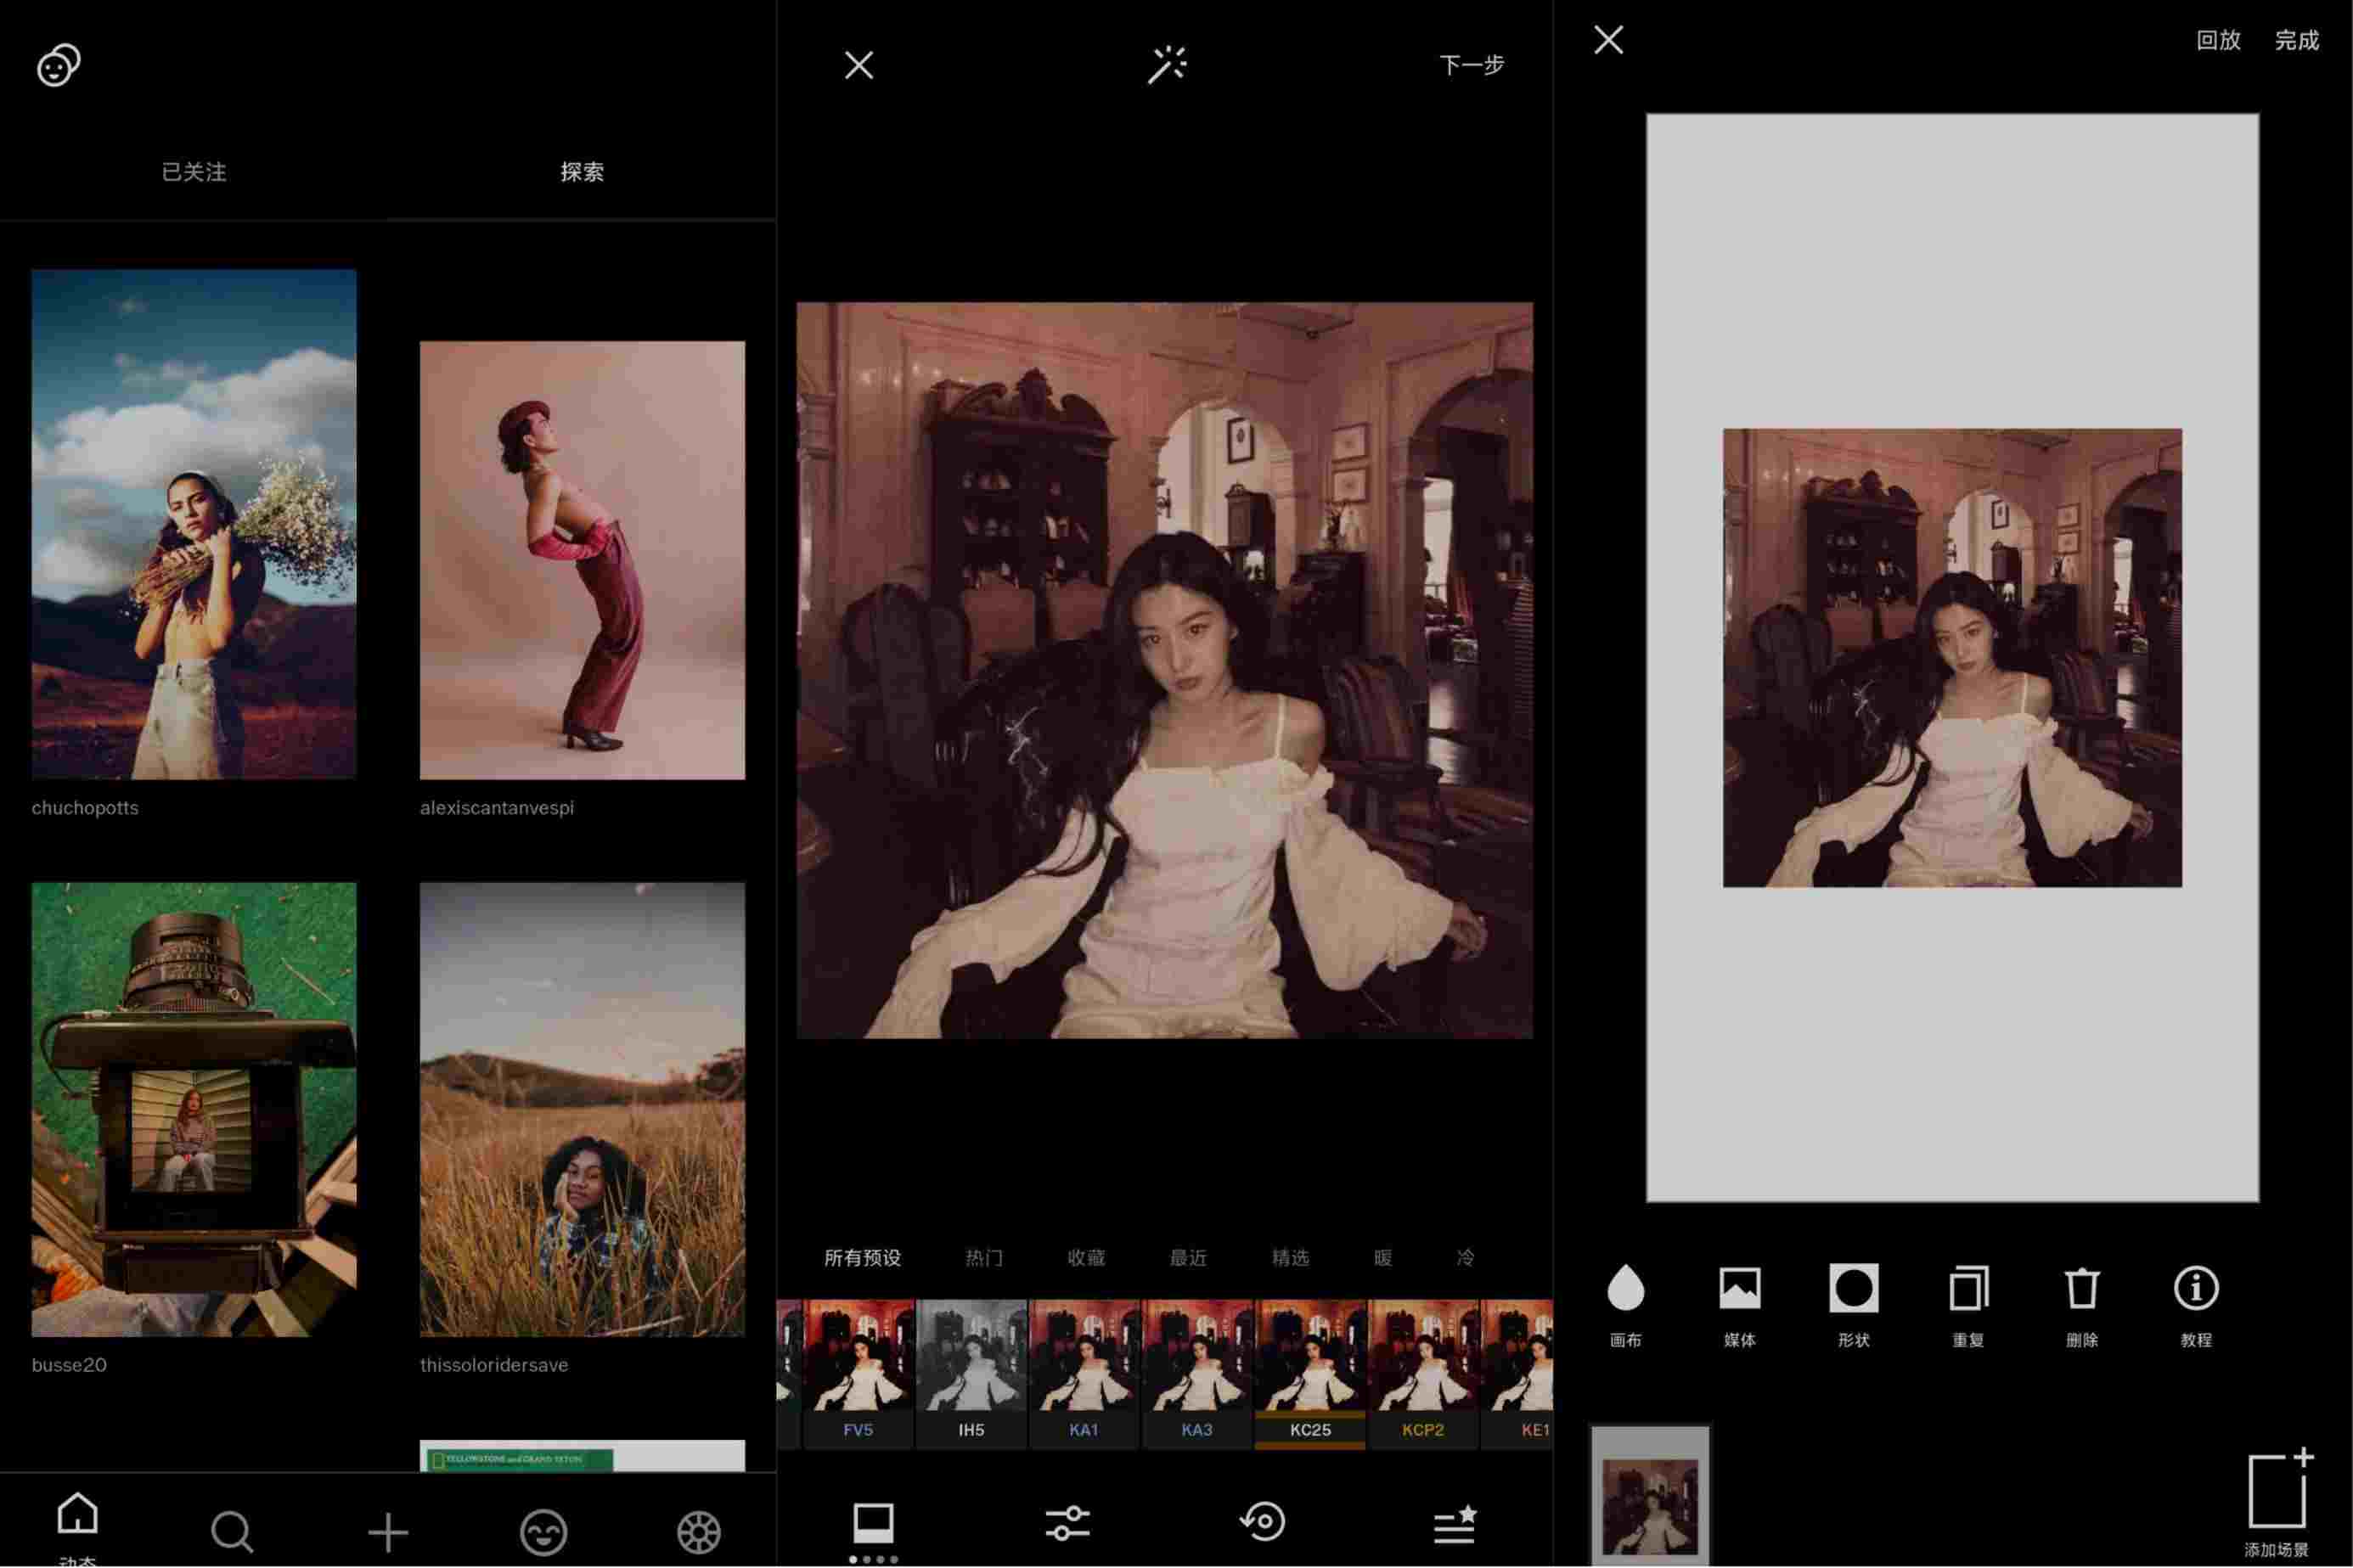 已关注
探索
chuchopotts
alexiscantanvespi
busse20
thissoloridersave
YELLOWSTONE and GRAND TETON
动态
下一步
所有预设
热门
收藏
最近
精选
暖
冷
FV5
IH5
KA1
KA3
KC25
KCP2
KE1
回放
完成
画布
媒体
形状
重复
删除
教程
添加场景